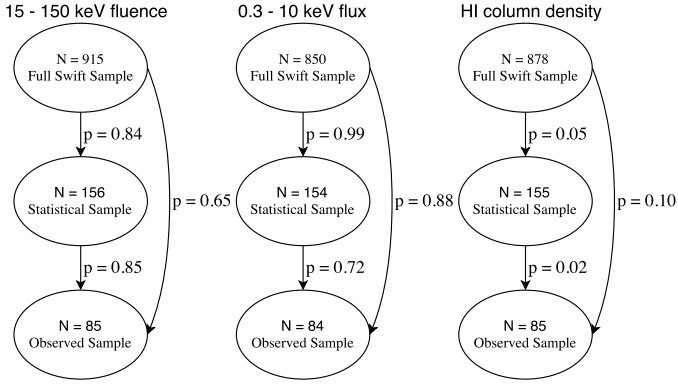 15 - 150 keV fluence
N = 915
Full Swift Sample
p = 0.84
N = 156
Statistical Sample
p = 0.65
p = 0.85
N = 85
Observed Sample
0.3 - 10 keV flux
N = 850
Full Swift Sample
p = 0.99
N = 154
Statistical Sample
p = 0.88
p = 0.72
N = 84
Observed Sample
HI column density
N = 878
Full Swift Sample
p = 0.05
N = 155
Statistical Sample
p = 0.10
p = 0.02
N = 85
Observed Sample